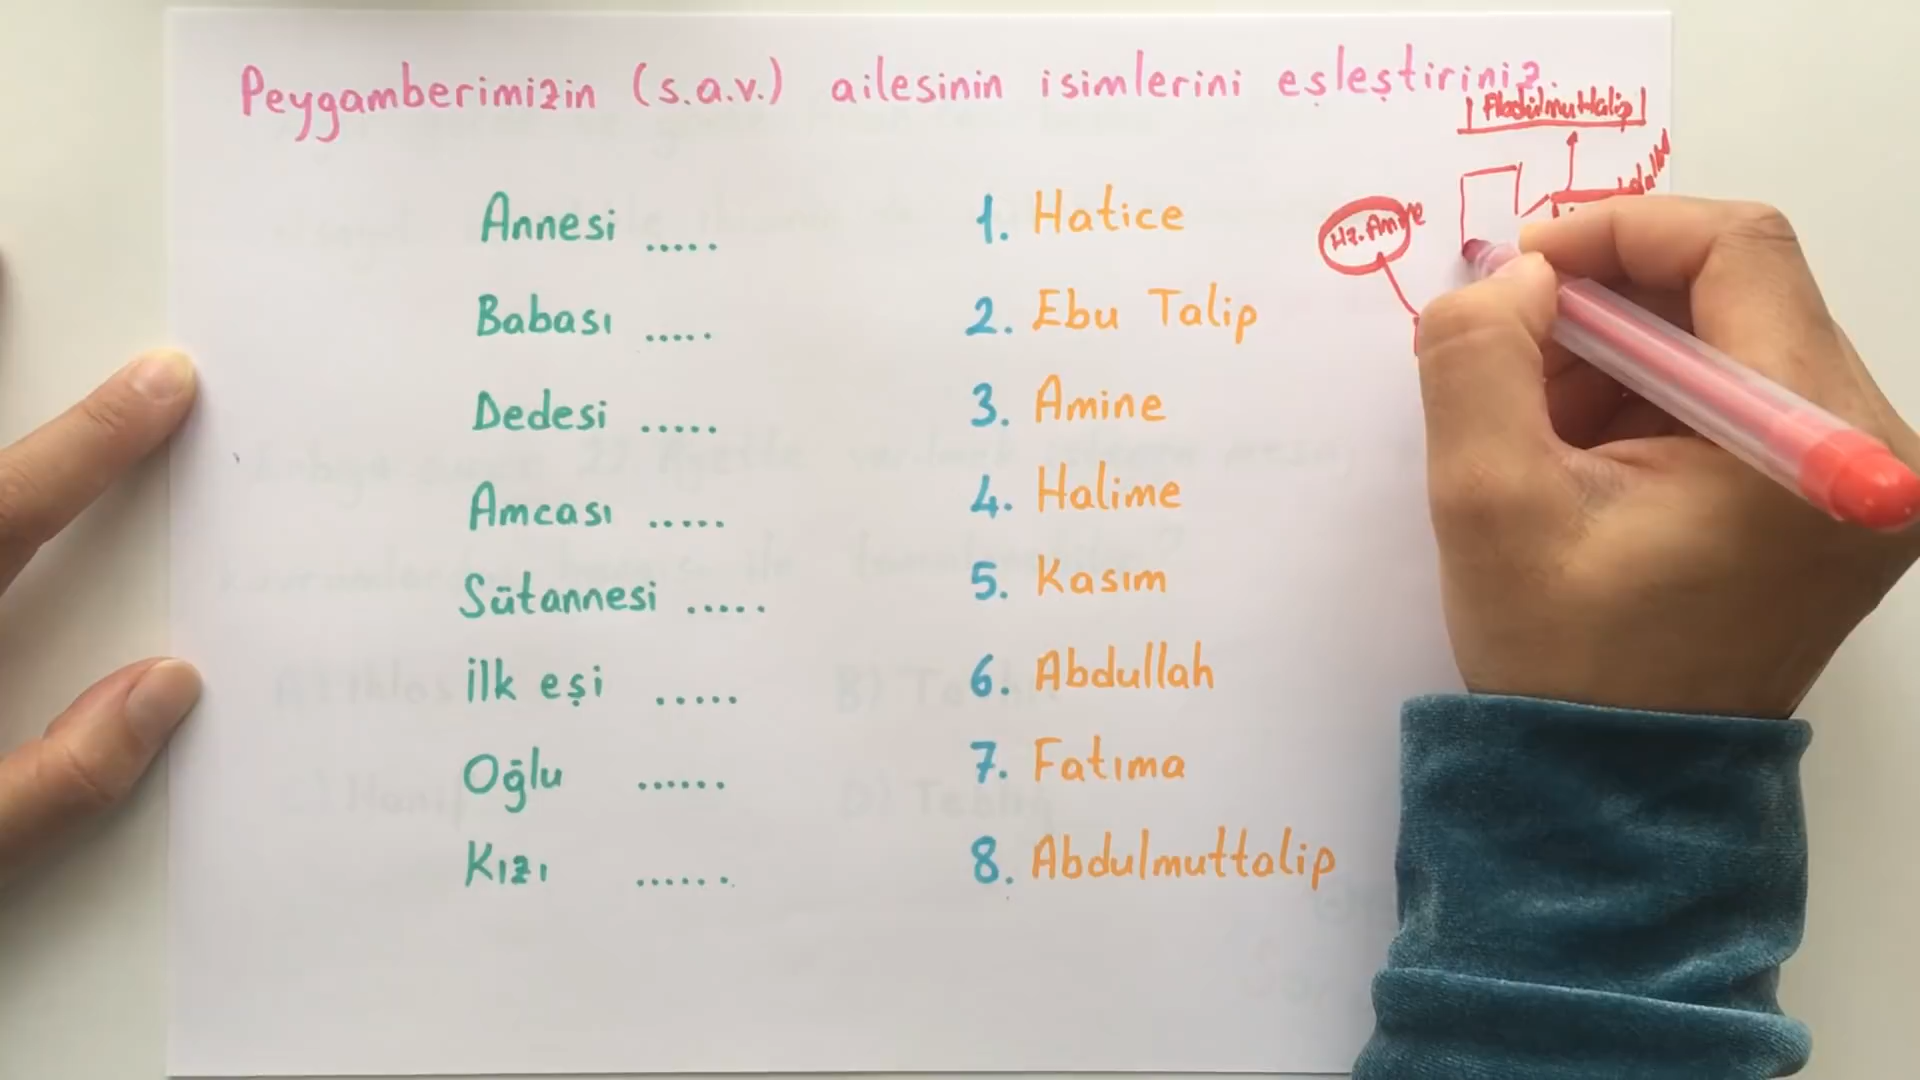 Peygamberimizin (s.a.v.) ailesinin isimlerini eşleştiriniz.
Abdülmuttalip
Hz. Amine
Annesi ..... 1. Hatice
Babası ..... 2. Ebu Talip
Dedesi ..... 3. Amine
Amcası ..... 4. Halime
Sütannesi ..... 5. Kasım
İlk eşi ..... 6. Abdullah
Oğlu ...... 7. Fatıma
Kızı ...... 8. Abdulmuttalip